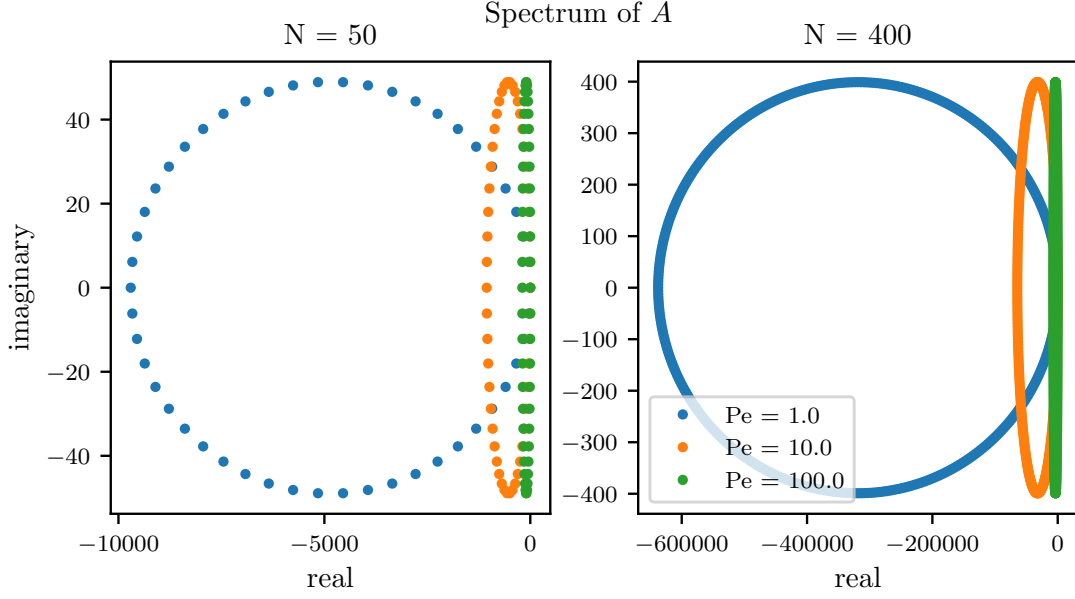 Spectrum of A
N = 50
N = 400
imaginary
40
20
0
−20
−40
−10000
−5000
0
real
400
300
200
100
0
−100
−200
−300
−400
−600000
−400000
−200000
0
real
Pe = 1.0
Pe = 10.0
Pe = 100.0